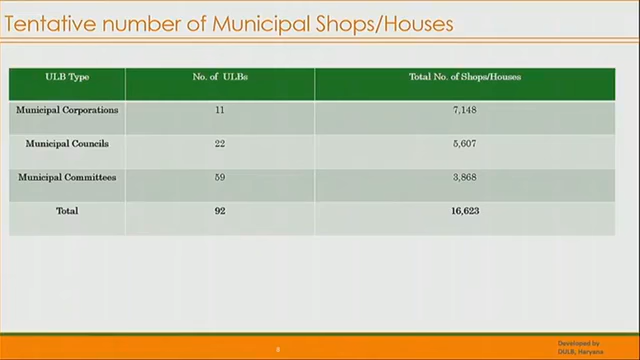 Tentative number of Municipal Shops/Houses
ULB Type No. of ULBs Total No. of Shops/Houses
Municipal Corporations 11 7,148
Municipal Councils 22 5,607
Municipal Committees 59 3,868
Total 92 16,623
Developed by
DULB, Haryana